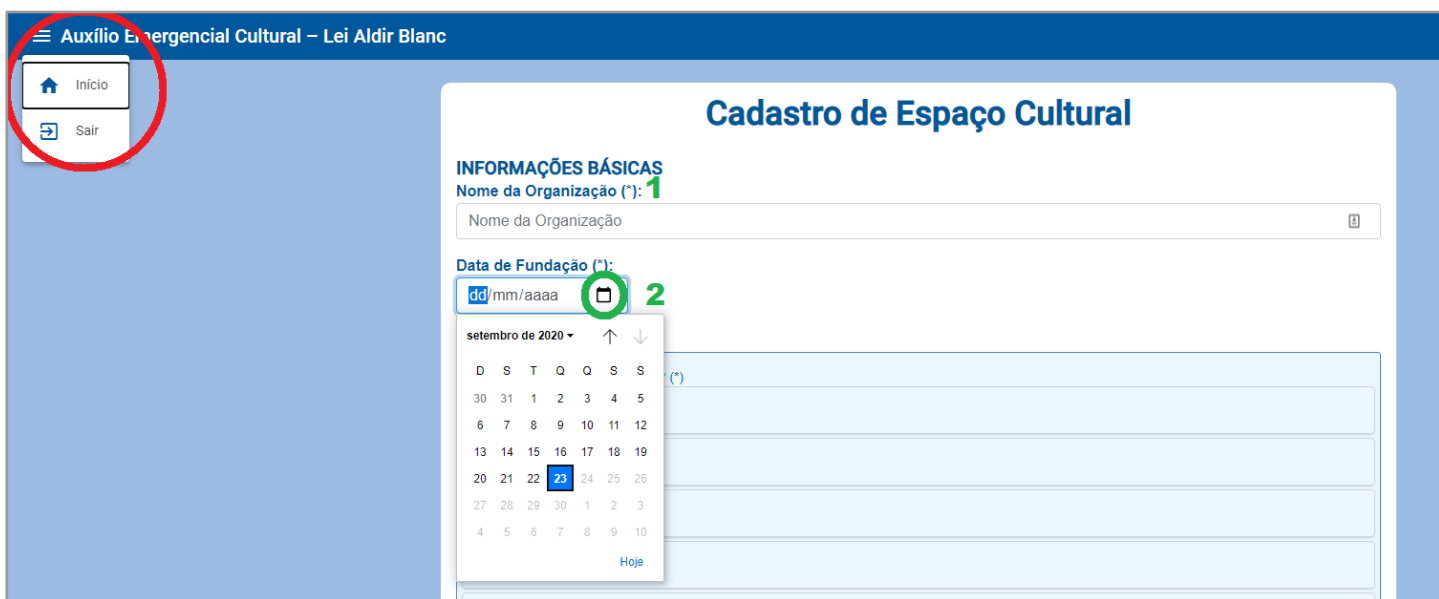 Auxílio Emergencial Cultural – Lei Aldir Blanc
Início
Sair
Cadastro de Espaço Cultural
INFORMAÇÕES BÁSICAS
Nome da Organização (*): 1
Nome da Organização
Data de Fundação (*):
dd/mm/aaaa 2
setembro de 2020
D S T Q Q S S
(*)
30 31 1 2 3 4 5
6 7 8 9 10 11 12
13 14 15 16 17 18 19
20 21 22 23 24 25 26
27 28 29 30 1 2 3
4 5 6 7 8 9 10
Hoje